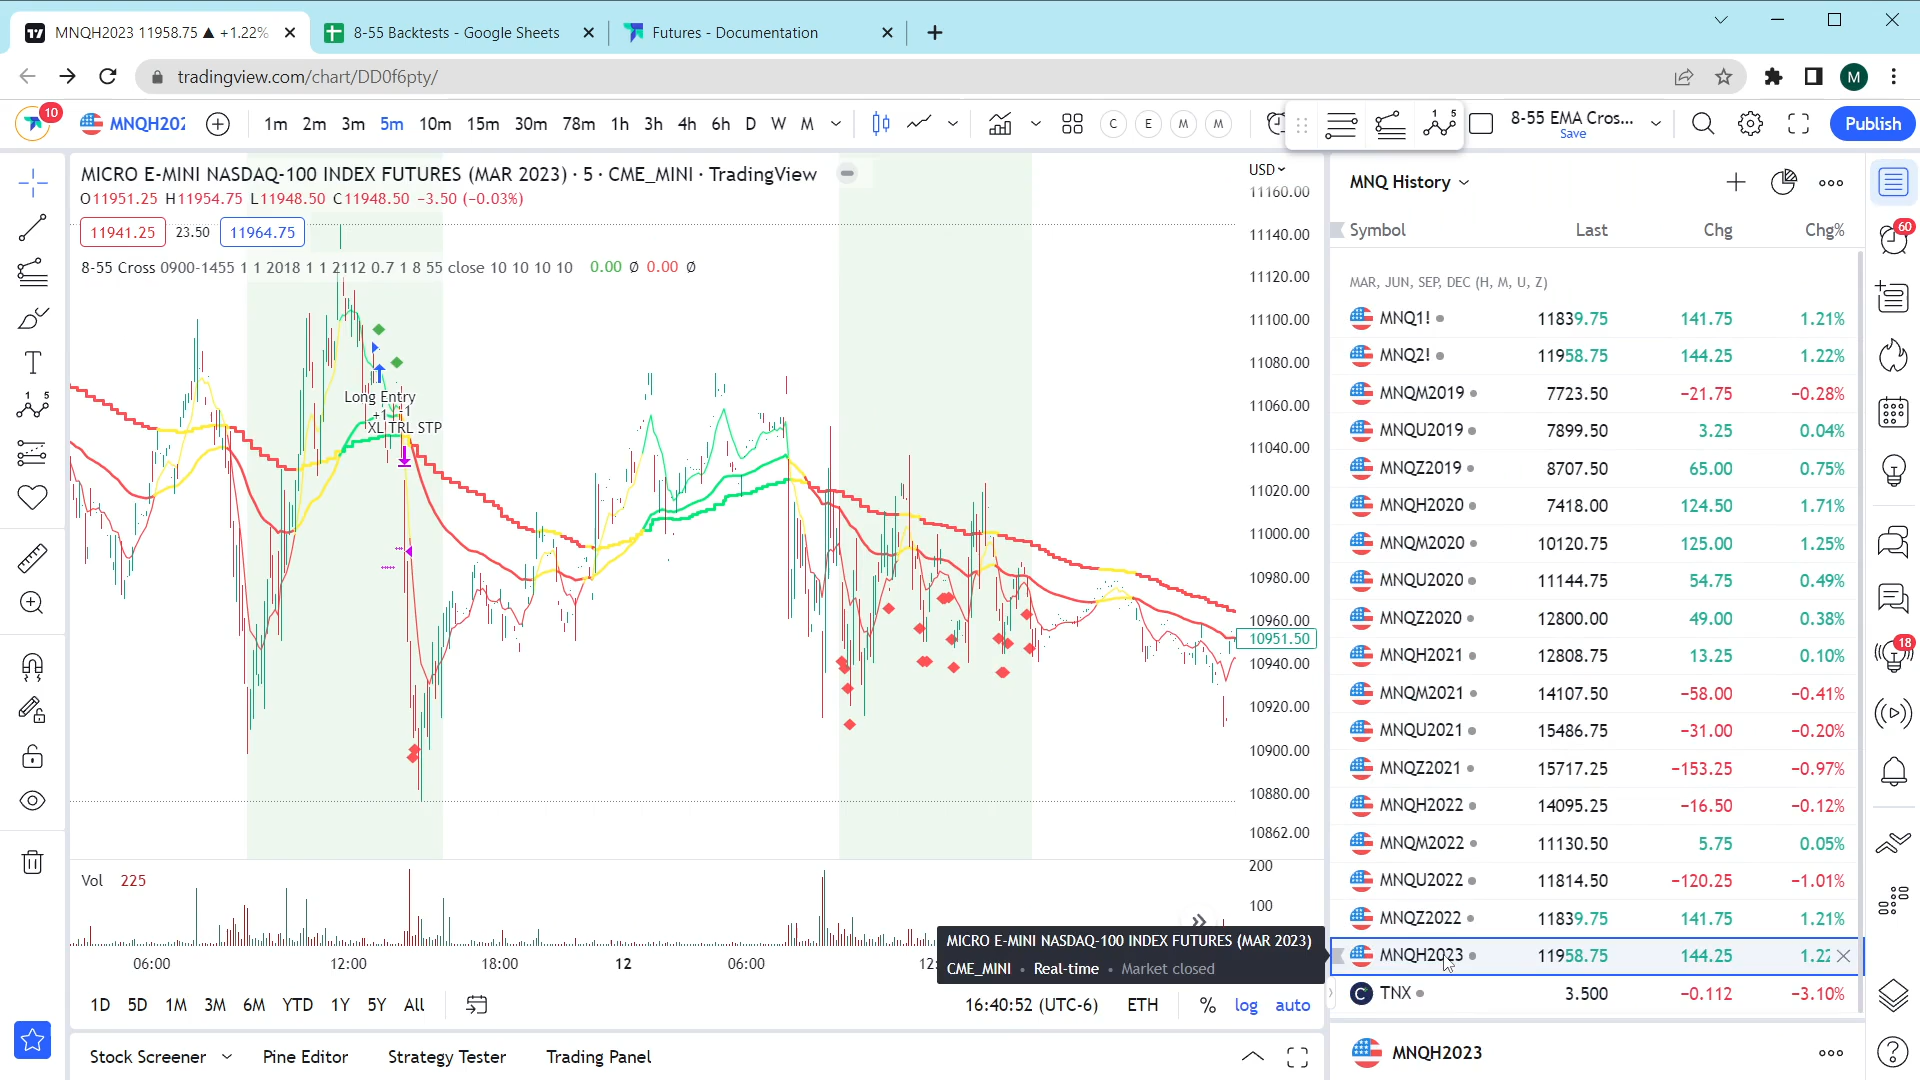 MNQH2023 11958.75 ▲ +1.22%
8-55 Backtests - Google Sheets
Futures - Documentation
tradingview.com/chart/DD0f6pty/
M
10
MNQH202
1m 2m 3m 5m 10m 15m 30m 78m 1h 3h 4h 6h D W M
C E M M
8-55 EMA Cros...
Save
Publish
MICRO E-MINI NASDAQ-100 INDEX FUTURES (MAR 2023) · 5 · CME_MINI · TradingView
O11951.25 H11954.75 L11948.50 C11948.50 −3.50 (−0.03%)
11941.25 23.50 11964.75
8-55 Cross 0900-1455 1 1 2018 1 1 2112 0.7 1 8 55 close 10 10 10 10 0.00 Ø 0.00 Ø
Long Entry
+1 -1
XL TRL STP
USD
11160.00
11140.00
11120.00
11100.00
11080.00
11060.00
11040.00
11020.00
11000.00
10980.00
10960.00
10951.50
10940.00
10920.00
10900.00
10880.00
10862.00
Vol 225
200
100
06:00 12:00 18:00 12 06:00
MICRO E-MINI NASDAQ-100 INDEX FUTURES (MAR 2023)
CME_MINI • Real-time • Market closed
1D 5D 1M 3M 6M YTD 1Y 5Y All
16:40:52 (UTC-6) ETH % log auto
Stock Screener Pine Editor Strategy Tester Trading Panel
MNQ History
Symbol Last Chg Chg%
MAR, JUN, SEP, DEC (H, M, U, Z)
MNQ1! 11839.75 141.75 1.21%
MNQ2! 11958.75 144.25 1.22%
MNQM2019 7723.50 −21.75 −0.28%
MNQU2019 7899.50 3.25 0.04%
MNQZ2019 8707.50 65.00 0.75%
MNQH2020 7418.00 124.50 1.71%
MNQM2020 10120.75 125.00 1.25%
MNQU2020 11144.75 54.75 0.49%
MNQZ2020 12800.00 49.00 0.38%
MNQH2021 12808.75 13.25 0.10%
MNQM2021 14107.50 −58.00 −0.41%
MNQU2021 15486.75 −31.00 −0.20%
MNQZ2021 15717.25 −153.25 −0.97%
MNQH2022 14095.25 −16.50 −0.12%
MNQM2022 11130.50 5.75 0.05%
MNQU2022 11814.50 −120.25 −1.01%
MNQZ2022 11839.75 141.75 1.21%
MNQH2023 11958.75 144.25 1.22
TNX 3.500 −0.112 −3.10%
MNQH2023
60
18